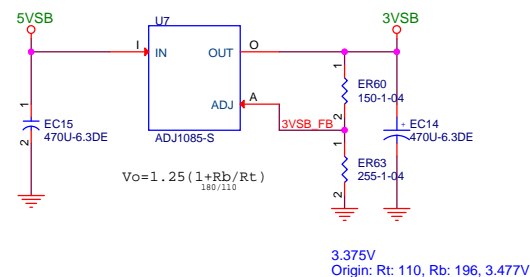 5VSB
U7
3VSB
I
IN
OUT
O
ADJ
A
1
ER60
150-1-04
2
3VSB_FB
1
EC15
470U-6.3DE
2
ADJ1085-S
1
ER63
255-1-04
2
1
+
EC14
470U-6.3DE
2
Vo=1.25(1+Rb/Rt)
180/110
3.375V
Origin: Rt: 110, Rb: 196, 3.477V